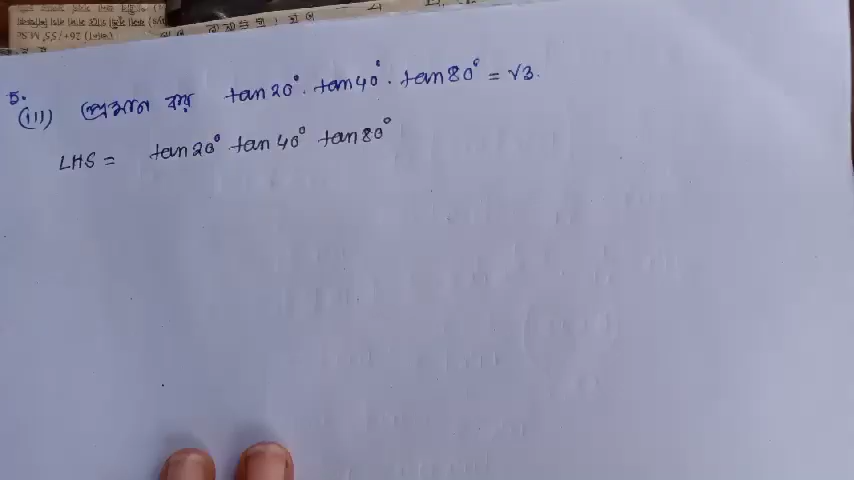 5.
(iii) প্রমাণ কর tan20°. tan40°. tan80° = √3.
LHS = tan20° tan40° tan80°